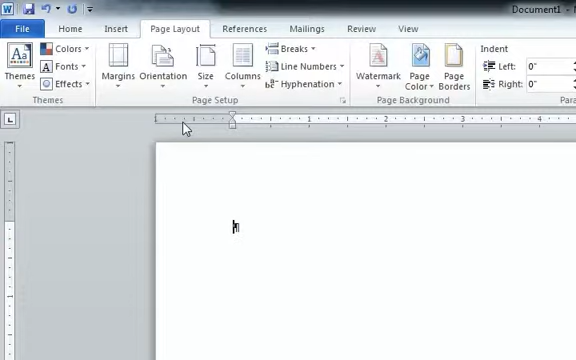 Document1 -
File Home Insert Page Layout References Mailings Review View
Themes
Colors
Fonts
Effects
Themes
Margins Orientation Size Columns
Breaks
Line Numbers
Hyphenation
Page Setup
Watermark Page Color Page Borders
Page Background
Indent
Left: 0"
Right: 0"
Para
1 2 3 4
¶